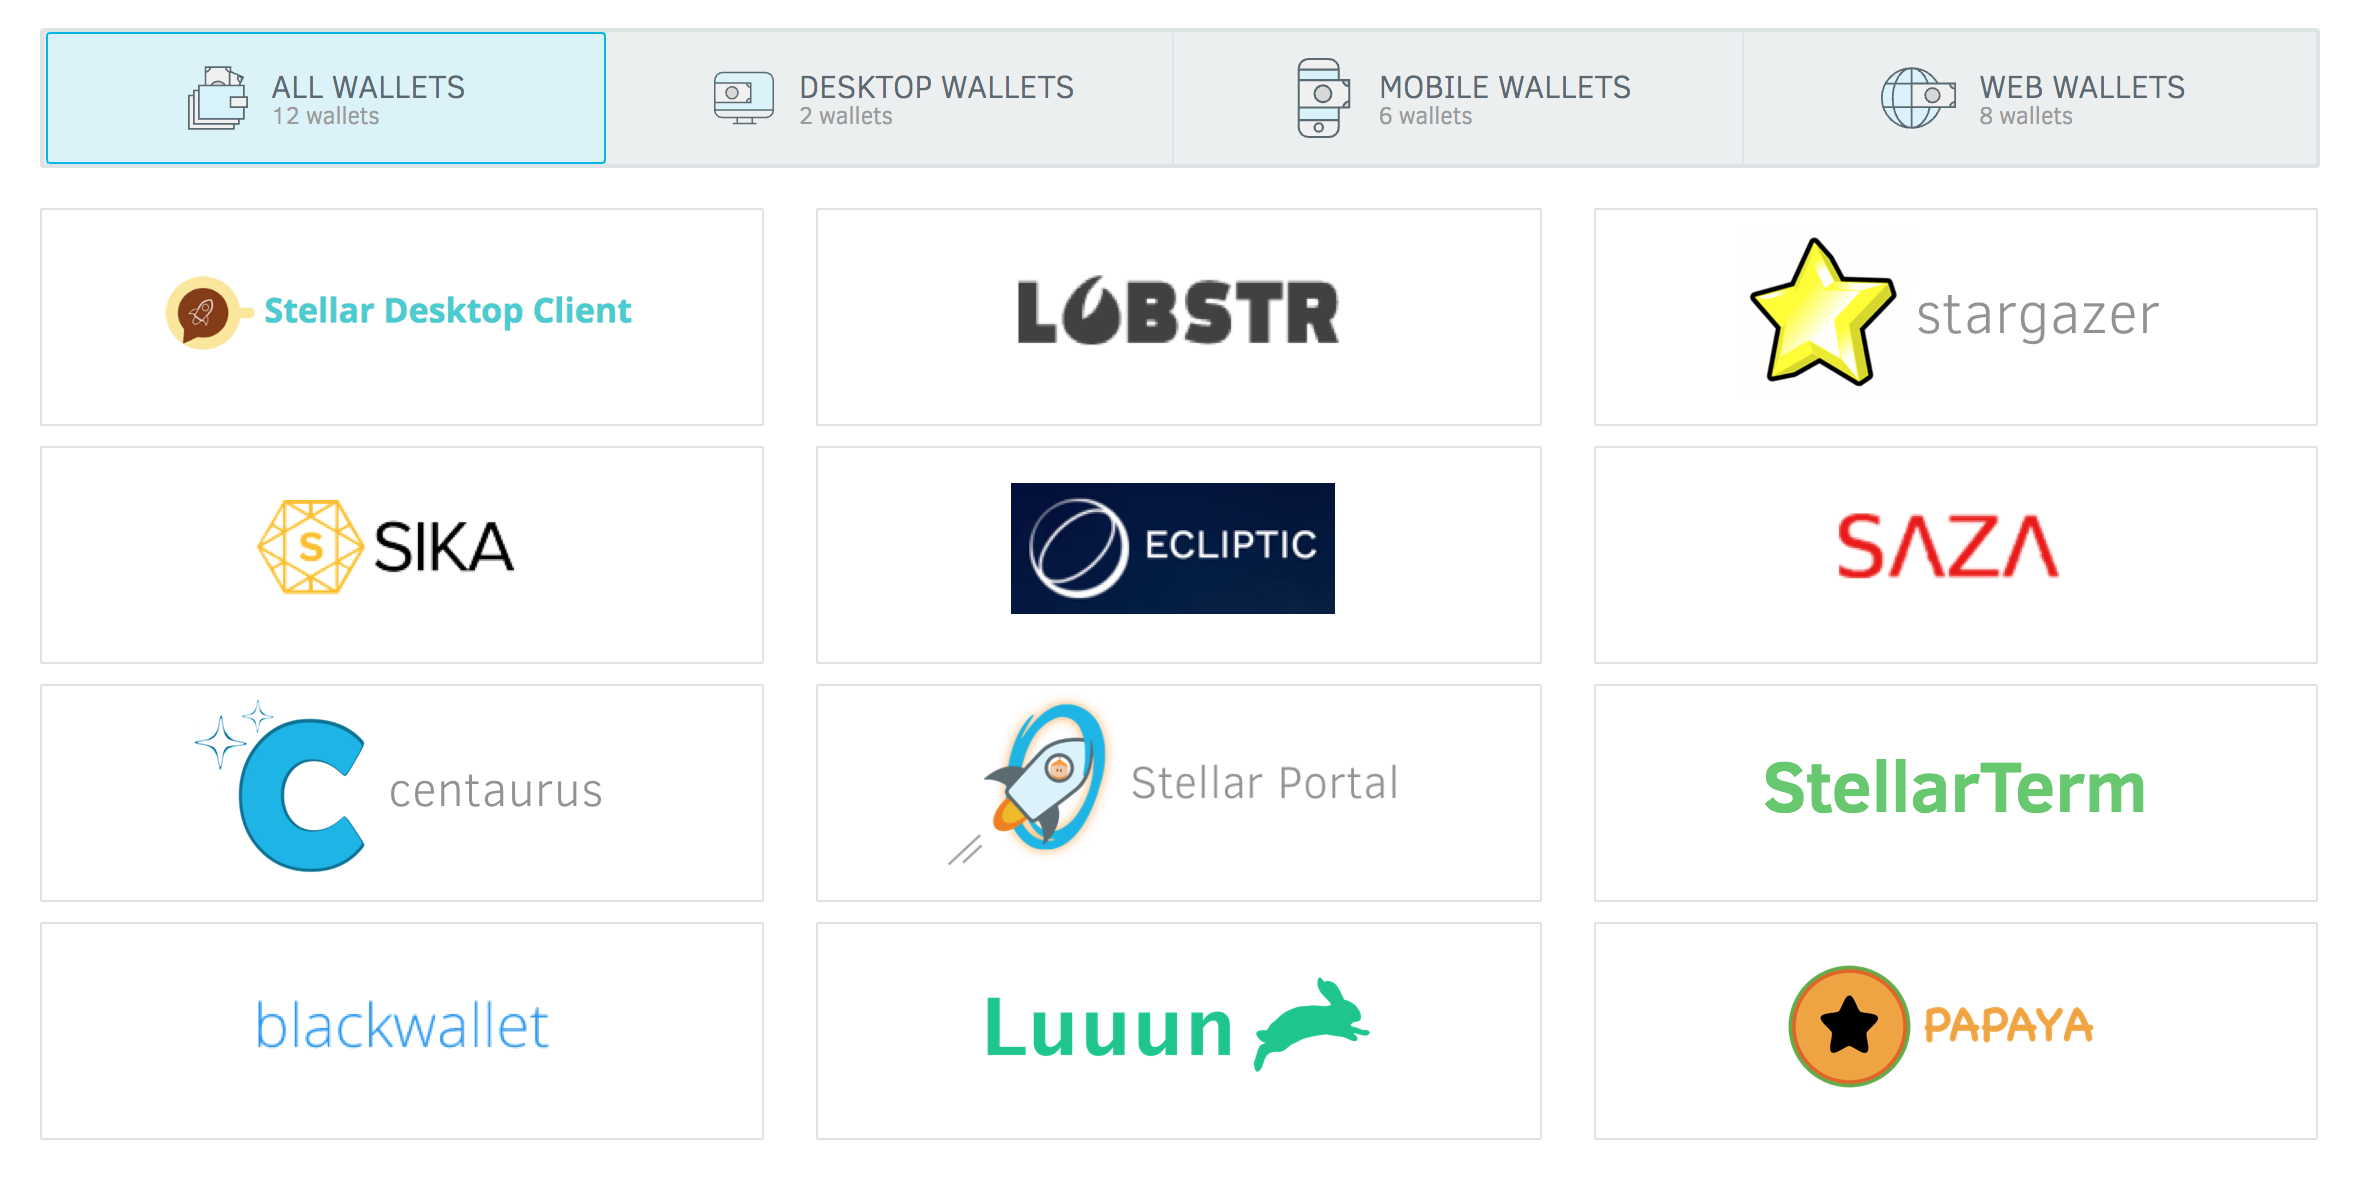 ALL WALLETS
12 wallets
DESKTOP WALLETS
2 wallets
MOBILE WALLETS
6 wallets
WEB WALLETS
8 wallets
Stellar Desktop Client
LOBSTR
stargazer
S
SIKA
ECLIPTIC
SAZA
C
centaurus
Stellar Portal
StellarTerm
blackwallet
Luuun
PAPAYA